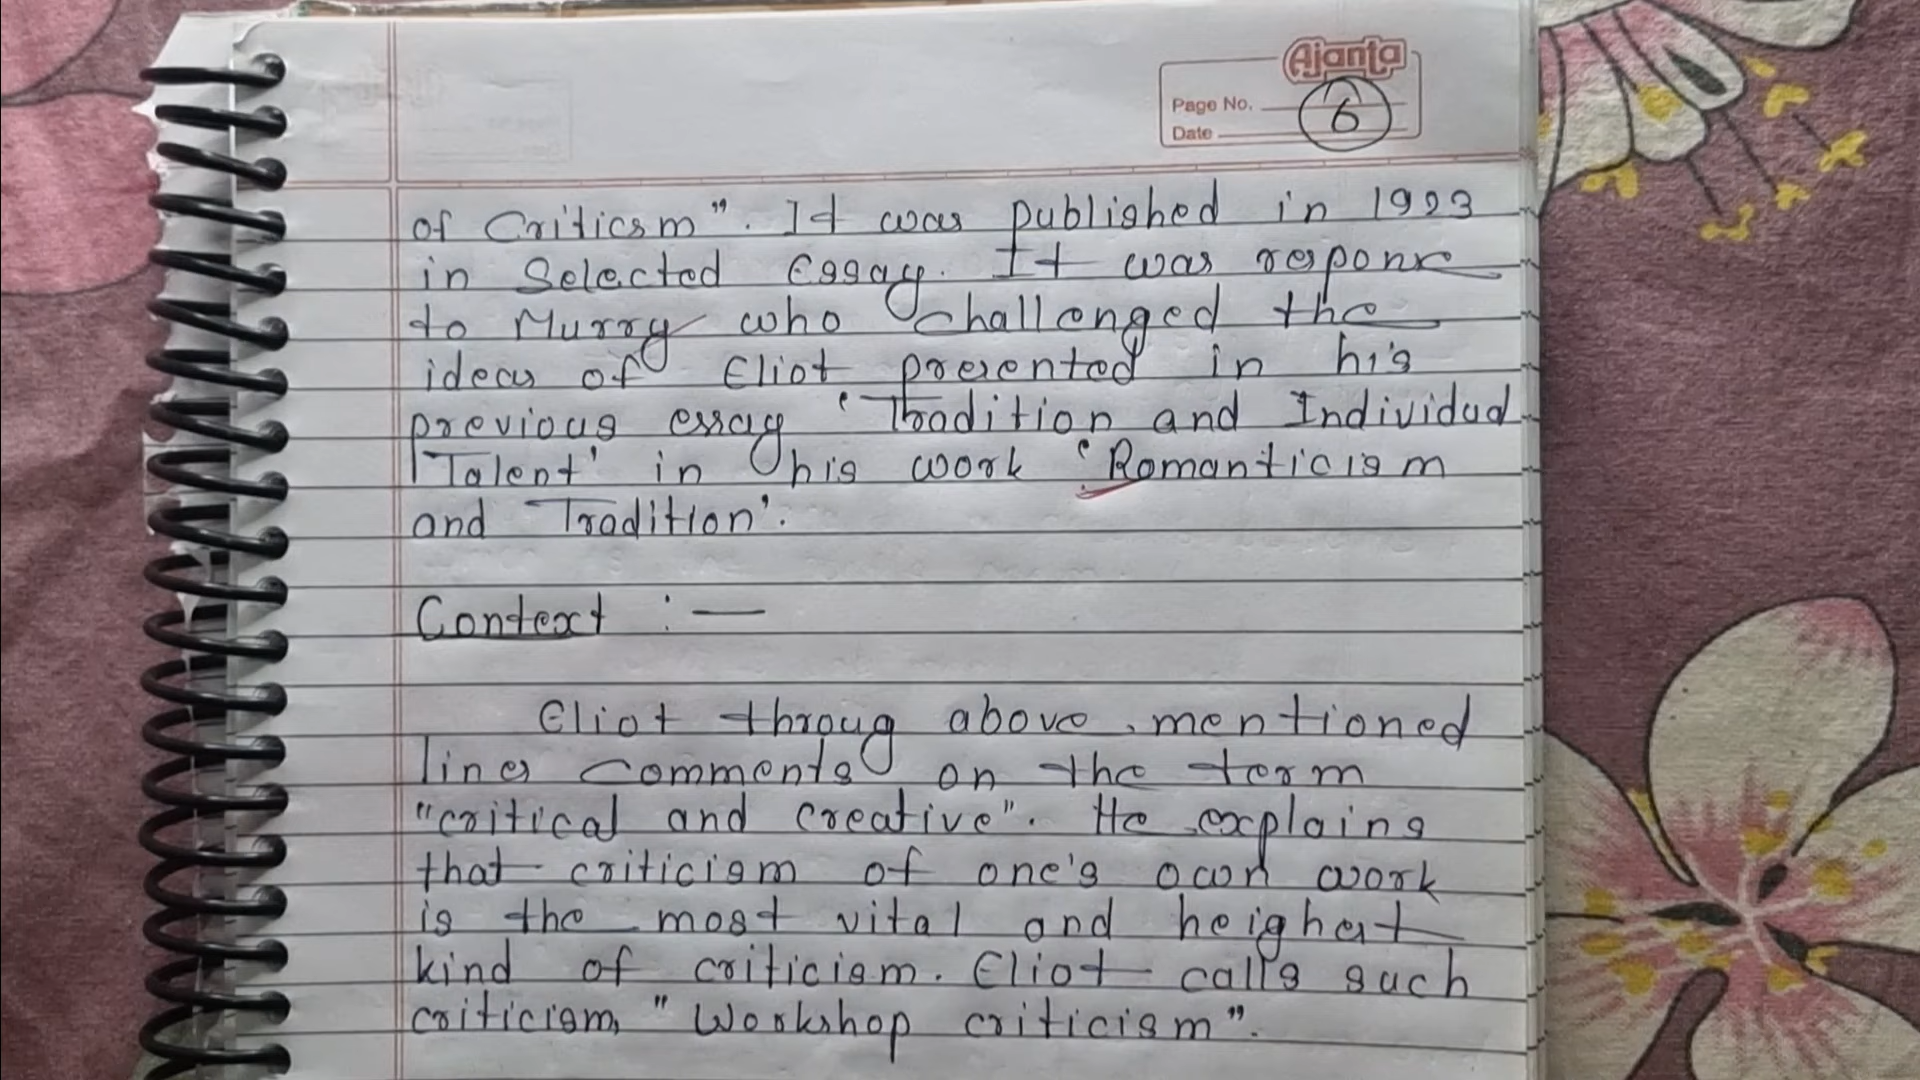 Ajanta
Page No. 6
Date
of Criticsm". It was published in 1923
in Selected Essay. It was respons
to Murry who challenged the
ideas of Eliot presented in his
previous essay 'Tradition and Individual
Talent' in his work 'Romanticism
and Tradition'.
Context :—
Eliot throug above mentioned
lines comments on the term
"critical and creative". He explains
that criticism of one's own work
is the most vital and heighest
kind of criticism. Eliot calls such
criticism, "Workshop criticism".